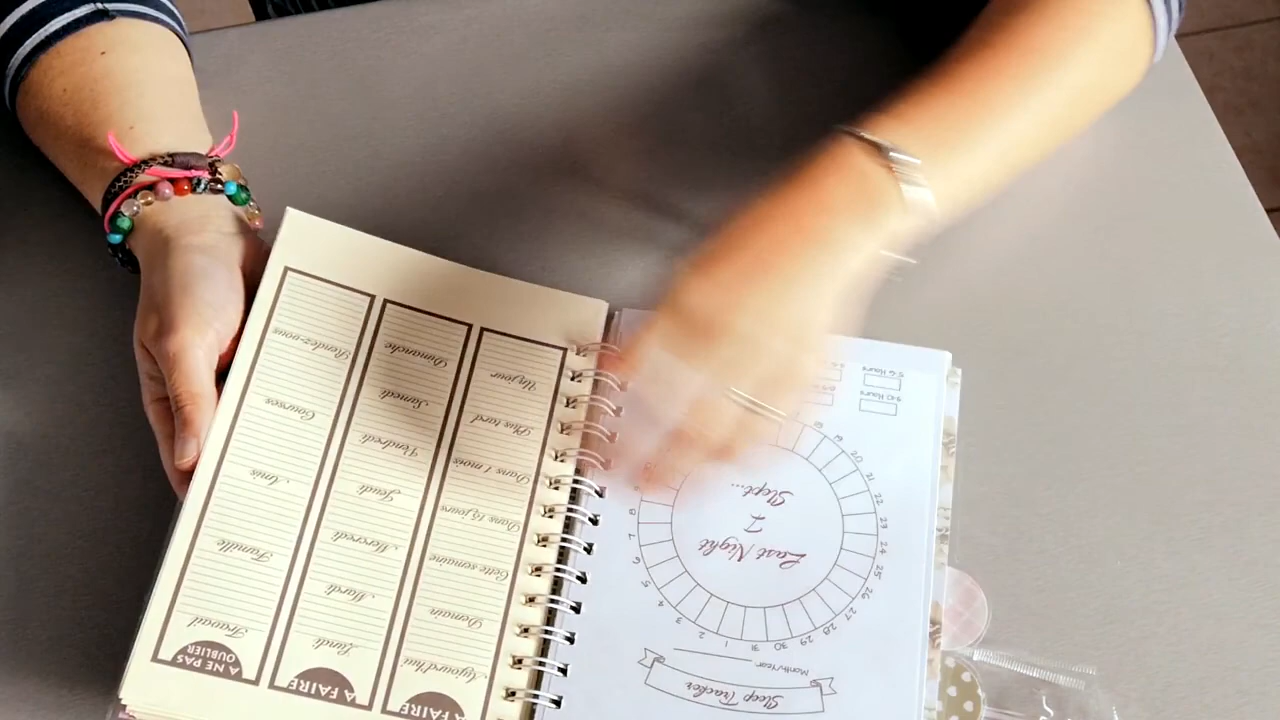 Sleep Tracker
Month/Year:
31
1
2
3
4
5
6
7
8
30
29
28
27
26
25
24
23
22
21
20
19
Last Night
I
Slept...
9-10 Hours
5-6 Hours
A FAIRE
Aujourd'hui
Demain
Cette semaine
Dans 15 jours
Dans 1 mois
Plus tard
Un jour
A FAIRE
Lundi
Mardi
Mercredi
Jeudi
Vendredi
Samedi
Dimanche
A NE PAS
OUBLIER
Travail
Famille
Amis
Courses
Rendez-vous